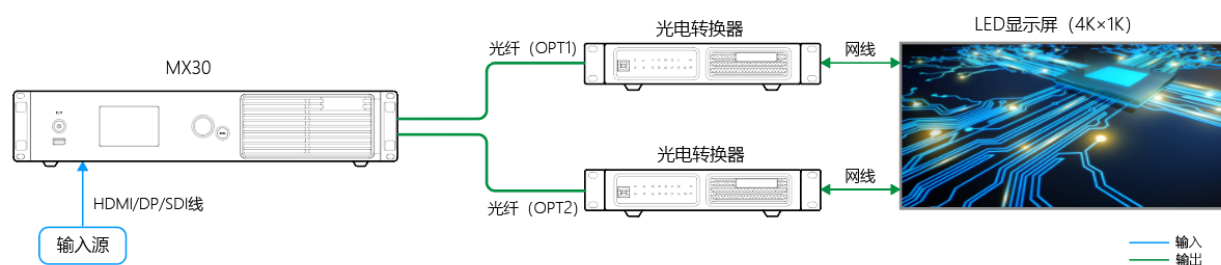 LED显示屏（4K×1K）
光电转换器
光纤（OPT1）
网线
MX30
光电转换器
网线
光纤（OPT2）
HDMI/DP/SDI线
输入源
输入
输出